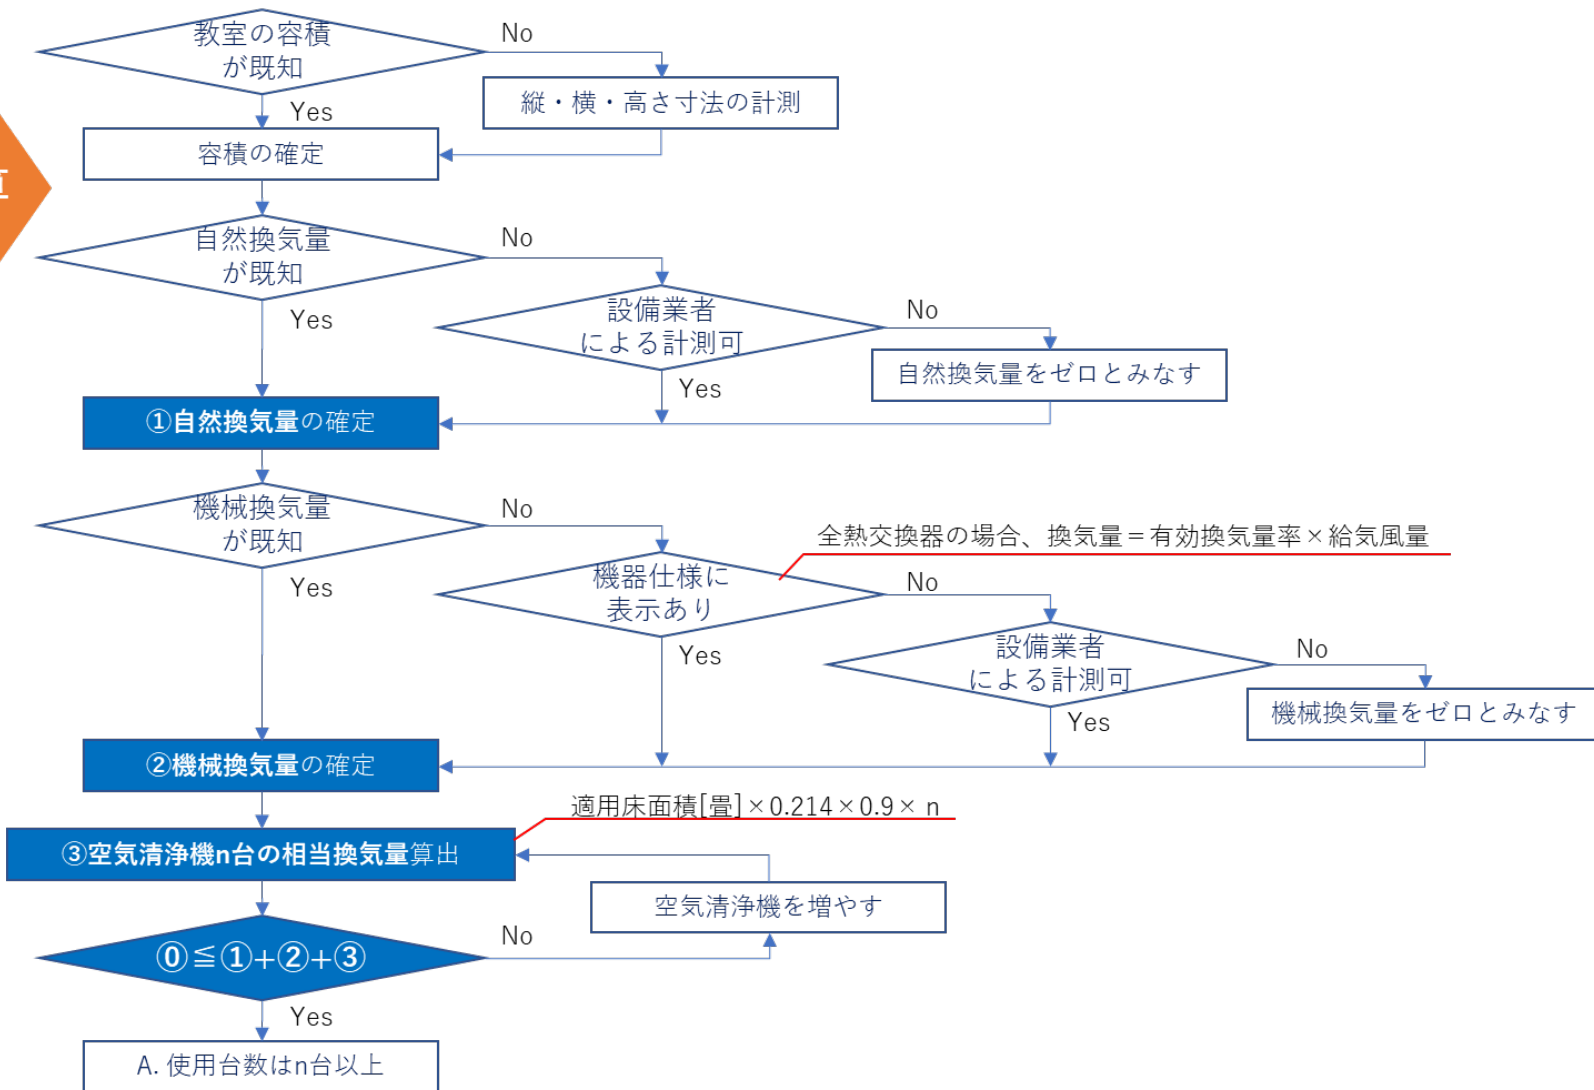 教室の容積
が既知
No
縦・横・高さ寸法の計測
Yes
容積の確定
自然換気量
が既知
No
Yes
設備業者
による計測可
No
自然換気量をゼロとみなす
Yes
①自然換気量の確定
機械換気量
が既知
No
全熱交換器の場合、換気量＝有効換気量率×給気風量
Yes
機器仕様に
表示あり
No
Yes
設備業者
による計測可
No
機械換気量をゼロとみなす
Yes
②機械換気量の確定
適用床面積[畳]×0.214×0.9× n
③空気清浄機n台の相当換気量算出
空気清浄機を増やす
⓪≦①+②+③
No
Yes
A. 使用台数はn台以上